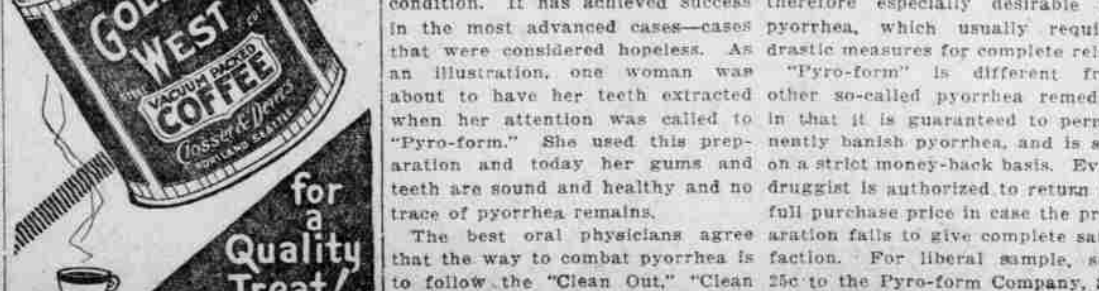 GOLDEN
WEST
VACUUM PACKED
COFFEE
Closset & Devers
PORTLAND SEATTLE
for
a
Quality
Treat!
condition. It has achieved success
in the most advanced cases—cases
that were considered hopeless. As
an illustration, one woman was
about to have her teeth extracted
when her attention was called to
"Pyro-form." She used this prep-
aration and today her gums and
teeth are sound and healthy and no
trace of pyorrhea remains.
The best oral physicians agree
that the way to combat pyorrhea is
to follow the "Clean Out," "Clean
therefore especially desirable
pyorrhea, which usually requi
drastic measures for complete rel
"Pyro-form" is different fr
other so-called pyorrhea remed
in that it is guaranteed to perm
nently banish pyorrhea, and is s
on a strict money-back basis. Ev
druggist is authorized to return
full purchase price in case the pr
aration fails to give complete sat
faction. For liberal sample, s
25c to the Pyro-form Company,